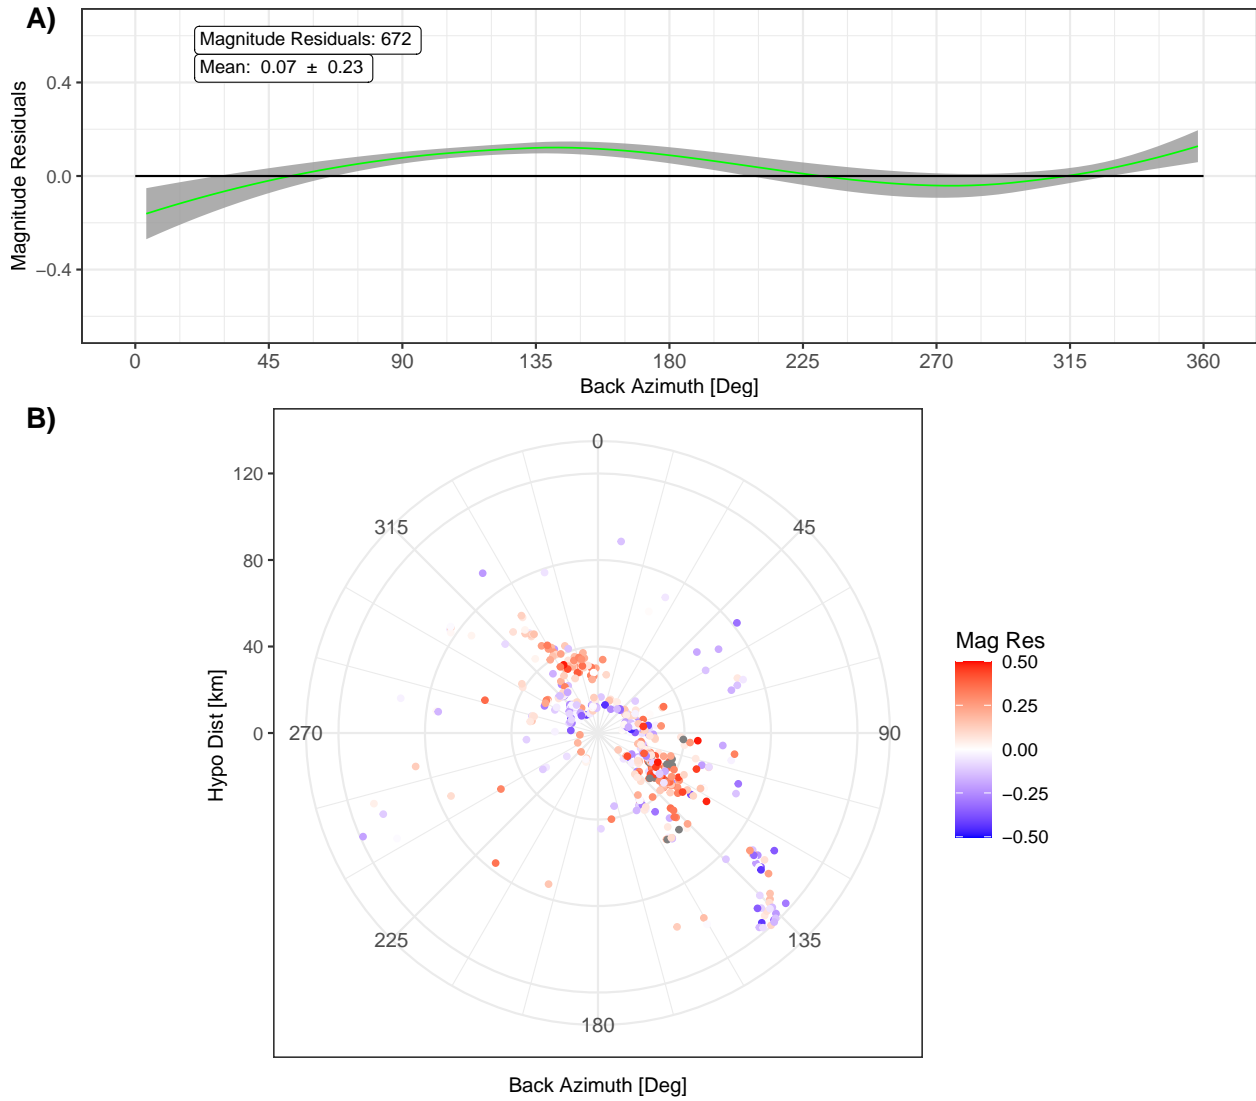 A)
Magnitude Residuals: 672
Mean:  0.07  ±  0.23
Magnitude Residuals
0.4
0.0
−0.4
0 45 90 135 180 225 270 315 360
Back Azimuth [Deg]
B)
Hypo Dist [km]
120
80
40
0
0
45
90
135
180
225
270
315
Back Azimuth [Deg]
Mag Res
0.50
0.25
0.00
−0.25
−0.50